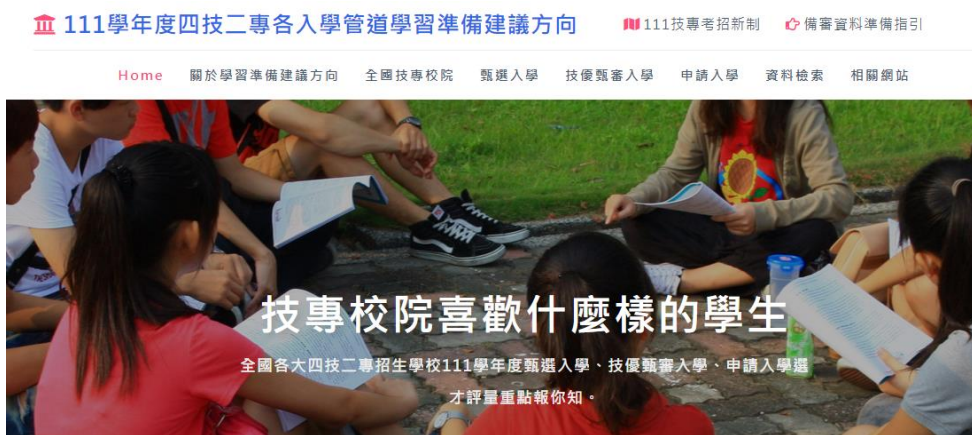 111學年度四技二專各入學管道學習準備建議方向
111技專考招新制
備審資料準備指引
Home 關於學習準備建議方向 全國技專校院 甄選入學 技優甄審入學 申請入學 資料檢索 相關網站
技專校院喜歡什麼樣的學生
全國各大四技二專招生學校111學年度甄選入學、技優甄審入學、申請入學選
才評量重點報你知。